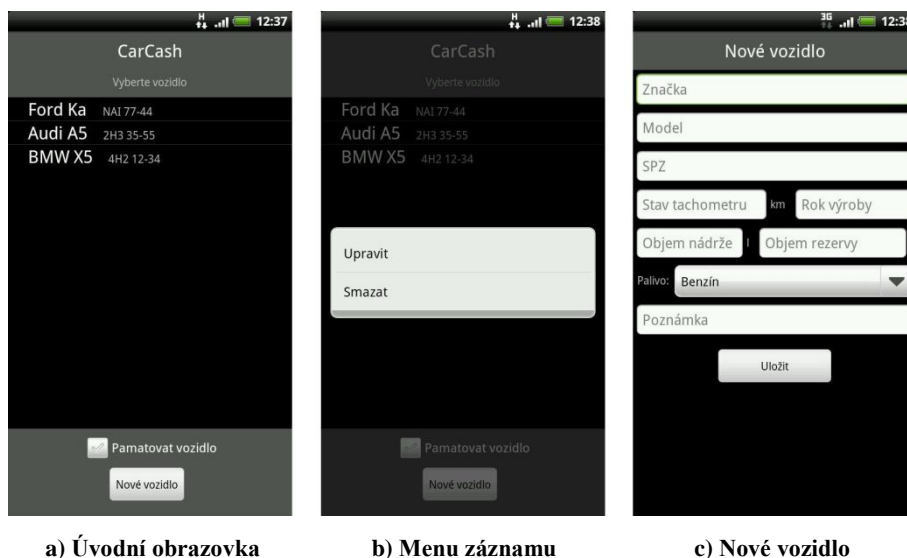 H 12:37
CarCash
Vyberte vozidlo
Ford Ka NAI 77-44
Audi A5 2H3 35-55
BMW X5 4H2 12-34
Pamatovat vozidlo
Nové vozidlo
a) Úvodní obrazovka
H 12:38
CarCash
Vyberte vozidlo
Ford Ka NAI 77-44
Audi A5 2H3 35-55
BMW X5 4H2 12-34
Upravit
Smazat
Pamatovat vozidlo
Nové vozidlo
b) Menu záznamu
3G 12:38
Nové vozidlo
Značka
Model
SPZ
Stav tachometru km Rok výroby
Objem nádrže l Objem rezervy
Palivo: Benzín
Poznámka
Uložit
c) Nové vozidlo